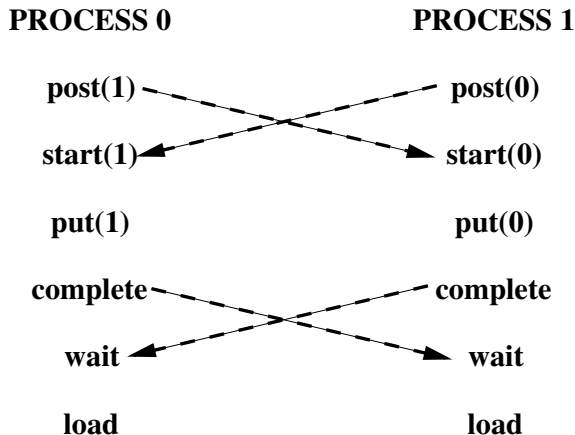 PROCESS 0 PROCESS 1
post(1) post(0)
start(1) start(0)
put(1) put(0)
complete complete
wait wait
load load